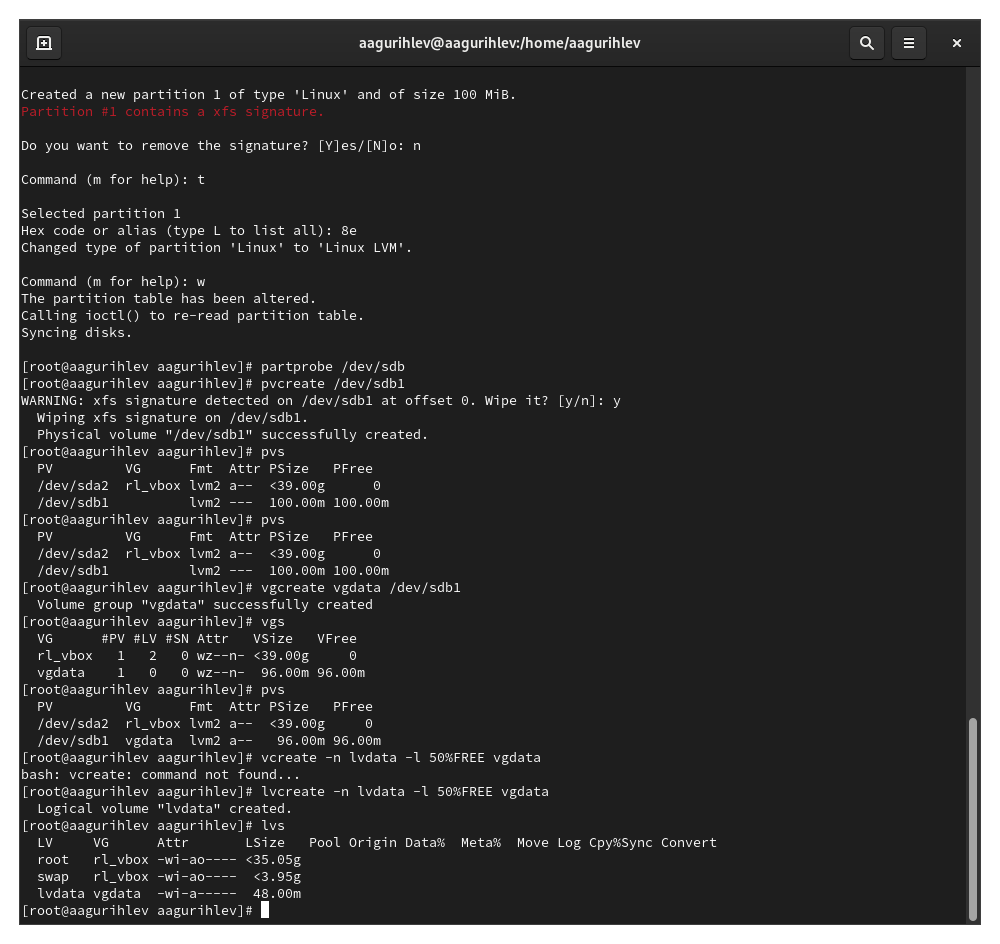 aagurihlev@aagurihlev:/home/aagurihlev
Created a new partition 1 of type 'Linux' and of size 100 MiB.
Partition #1 contains a xfs signature.
Do you want to remove the signature? [Y]es/[N]o: n
Command (m for help): t
Selected partition 1
Hex code or alias (type L to list all): 8e
Changed type of partition 'Linux' to 'Linux LVM'.
Command (m for help): w
The partition table has been altered.
Calling ioctl() to re-read partition table.
Syncing disks.
[root@aagurihlev aagurihlev]# partprobe /dev/sdb
[root@aagurihlev aagurihlev]# pvcreate /dev/sdb1
WARNING: xfs signature detected on /dev/sdb1 at offset 0. Wipe it? [y/n]: y
  Wiping xfs signature on /dev/sdb1.
  Physical volume "/dev/sdb1" successfully created.
[root@aagurihlev aagurihlev]# pvs
  PV         VG      Fmt  Attr PSize   PFree
  /dev/sda2  rl_vbox lvm2 a--  <39.00g      0
  /dev/sdb1          lvm2 ---  100.00m 100.00m
[root@aagurihlev aagurihlev]# pvs
  PV         VG      Fmt  Attr PSize   PFree
  /dev/sda2  rl_vbox lvm2 a--  <39.00g      0
  /dev/sdb1          lvm2 ---  100.00m 100.00m
[root@aagurihlev aagurihlev]# vgcreate vgdata /dev/sdb1
  Volume group "vgdata" successfully created
[root@aagurihlev aagurihlev]# vgs
  VG      #PV #LV #SN Attr   VSize   VFree
  rl_vbox   1   2   0 wz--n- <39.00g     0
  vgdata    1   0   0 wz--n-  96.00m 96.00m
[root@aagurihlev aagurihlev]# pvs
  PV         VG      Fmt  Attr PSize   PFree
  /dev/sda2  rl_vbox lvm2 a--  <39.00g     0
  /dev/sdb1  vgdata  lvm2 a--   96.00m 96.00m
[root@aagurihlev aagurihlev]# vcreate -n lvdata -l 50%FREE vgdata
bash: vcreate: command not found...
[root@aagurihlev aagurihlev]# lvcreate -n lvdata -l 50%FREE vgdata
  Logical volume "lvdata" created.
[root@aagurihlev aagurihlev]# lvs
  LV     VG      Attr       LSize   Pool Origin Data%  Meta%  Move Log Cpy%Sync Convert
  root   rl_vbox -wi-ao---- <35.05g
  swap   rl_vbox -wi-ao----  <3.95g
  lvdata vgdata  -wi-a-----  48.00m
[root@aagurihlev aagurihlev]#